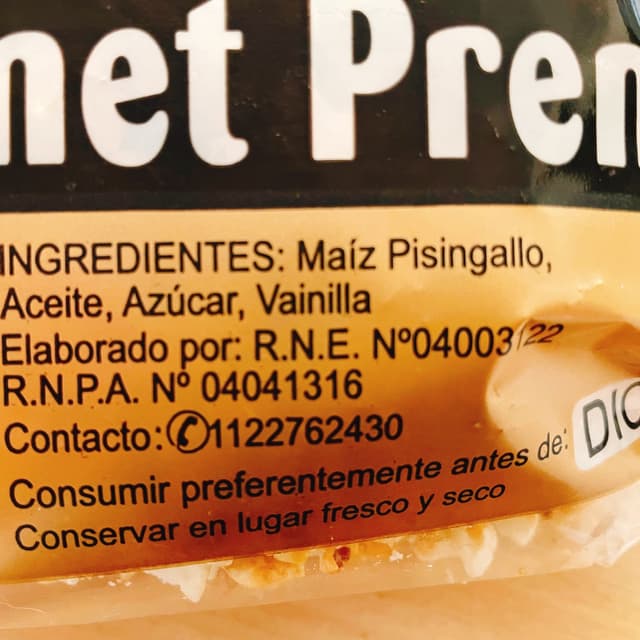 net Pren
INGREDIENTES: Maíz Pisingallo,
Aceite, Azúcar, Vainilla
Elaborado por: R.N.E. Nº04003122
R.N.P.A. Nº 04041316
Contacto: ✆1122762430
Consumir preferentemente antes de: DIC
Conservar en lugar fresco y seco